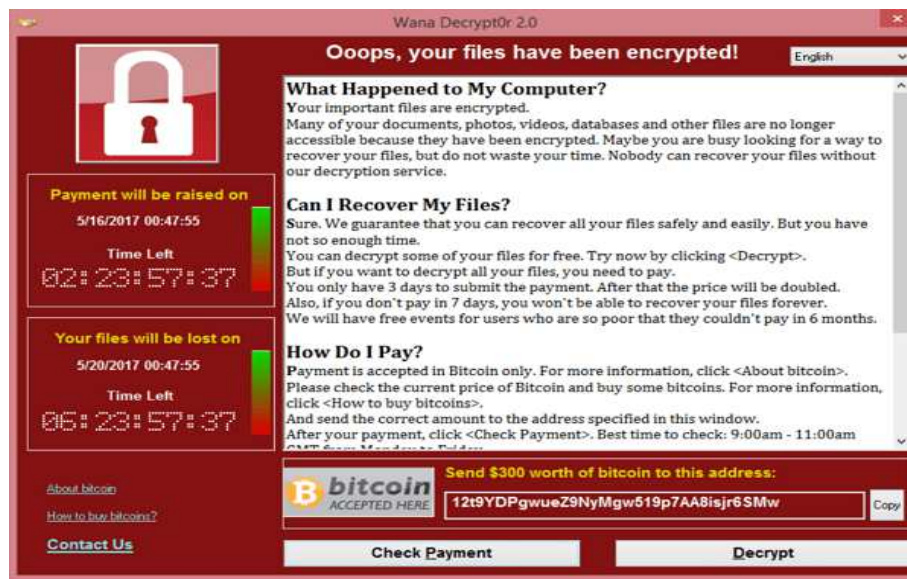 Wana Decrypt0r 2.0
Ooops, your files have been encrypted!
English
What Happened to My Computer?
Your important files are encrypted.
Many of your documents, photos, videos, databases and other files are no longer
accessible because they have been encrypted. Maybe you are busy looking for a way to
recover your files, but do not waste your time. Nobody can recover your files without
our decryption service.
Can I Recover My Files?
Sure. We guarantee that you can recover all your files safely and easily. But you have
not so enough time.
You can decrypt some of your files for free. Try now by clicking <Decrypt>.
But if you want to decrypt all your files, you need to pay.
You only have 3 days to submit the payment. After that the price will be doubled.
Also, if you don't pay in 7 days, you won't be able to recover your files forever.
We will have free events for users who are so poor that they couldn't pay in 6 months.
How Do I Pay?
Payment is accepted in Bitcoin only. For more information, click <About bitcoin>.
Please check the current price of Bitcoin and buy some bitcoins. For more information,
click <How to buy bitcoins>.
And send the correct amount to the address specified in this window.
After your payment, click <Check Payment>. Best time to check: 9:00am - 11:00am
GMT from Monday to Friday
Payment will be raised on
5/16/2017 00:47:55
Time Left
02:23:57:37
Your files will be lost on
5/20/2017 00:47:55
Time Left
06:23:57:37
About bitcoin
How to buy bitcoins?
Contact Us
bitcoin
ACCEPTED HERE
Send $300 worth of bitcoin to this address:
12t9YDPgwueZ9NyMgw519p7AA8isjr6SMw
Copy
Check Payment
Decrypt